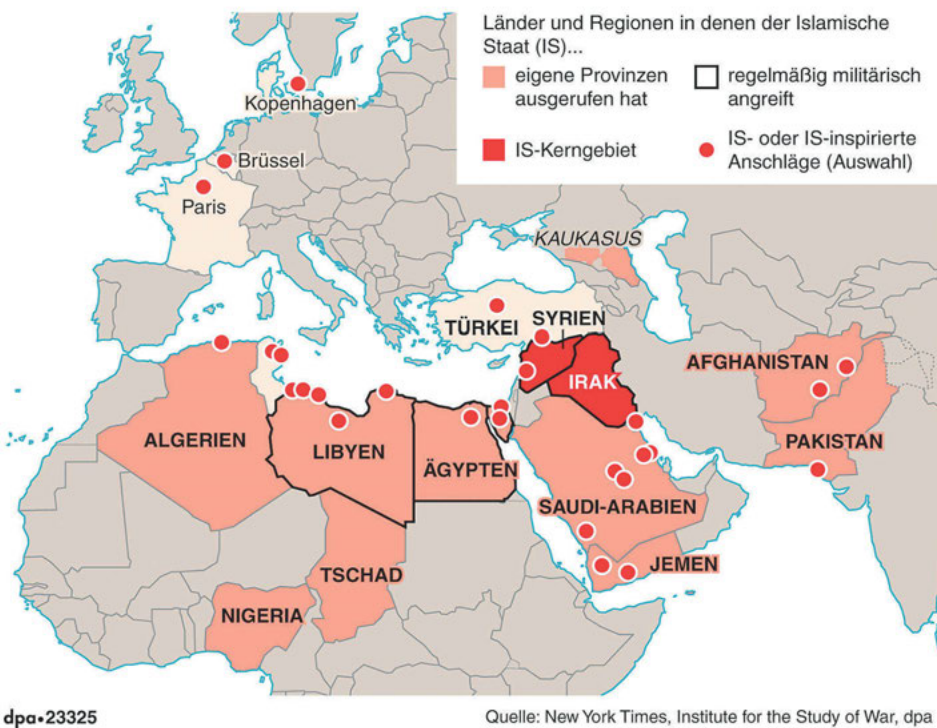 Länder und Regionen in denen der Islamische
Staat (IS)...
eigene Provinzen
ausgerufen hat
regelmäßig militärisch
angreift
IS-Kerngebiet
IS- oder IS-inspirierte
Anschläge (Auswahl)
Kopenhagen
Brüssel
Paris
KAUKASUS
TÜRKEI
SYRIEN
IRAK
AFGHANISTAN
PAKISTAN
ALGERIEN
LIBYEN
ÄGYPTEN
SAUDI-ARABIEN
JEMEN
TSCHAD
NIGERIA
dpa•23325
Quelle: New York Times, Institute for the Study of War, dpa